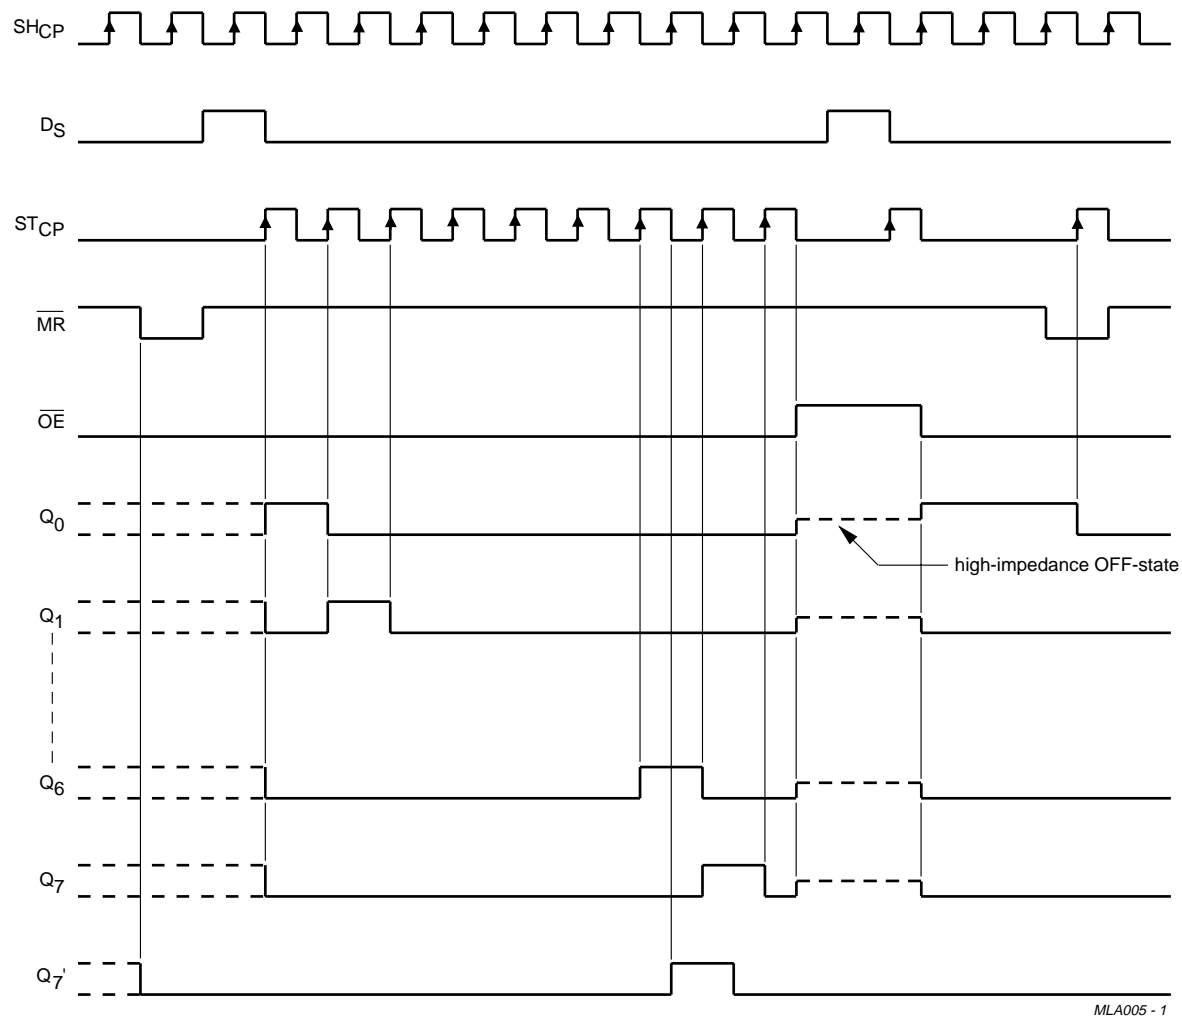 SHCP
DS
STCP
MR
OE
Q0
high-impedance OFF-state
Q1
Q6
Q7
Q7'
MLA005 - 1